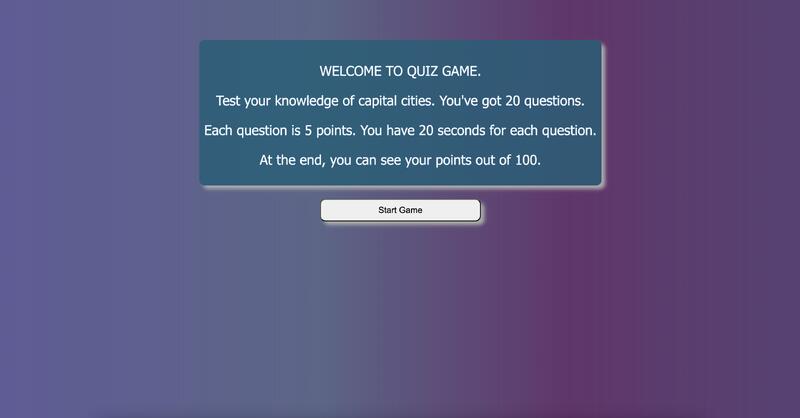 WELCOME TO QUIZ GAME.
Test your knowledge of capital cities. You've got 20 questions.
Each question is 5 points. You have 20 seconds for each question.
At the end, you can see your points out of 100.
Start Game